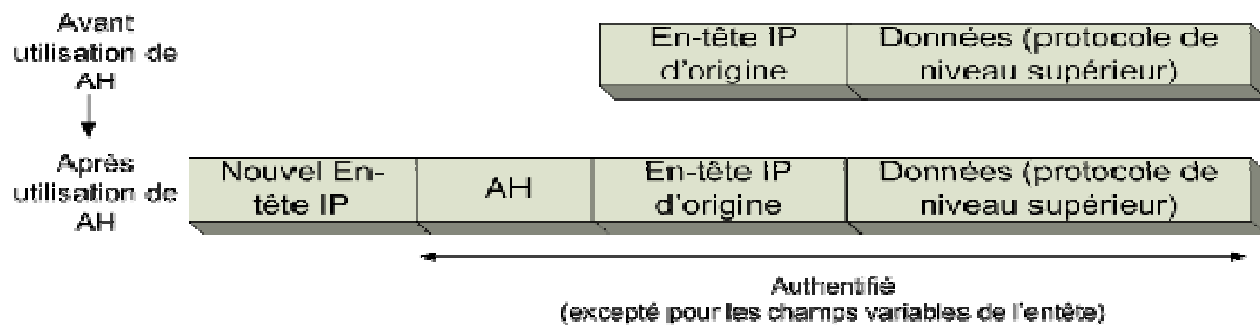 Avant
utilisation de
AH
En-tête IP
d'origine
Données (protocole de
niveau supérieur)
Après
utilisation de
AH
Nouvel En-
tête IP
AH
En-tête IP
d'origine
Données (protocole de
niveau supérieur)
Authentifié
(excepté pour les champs variables de l'entête)